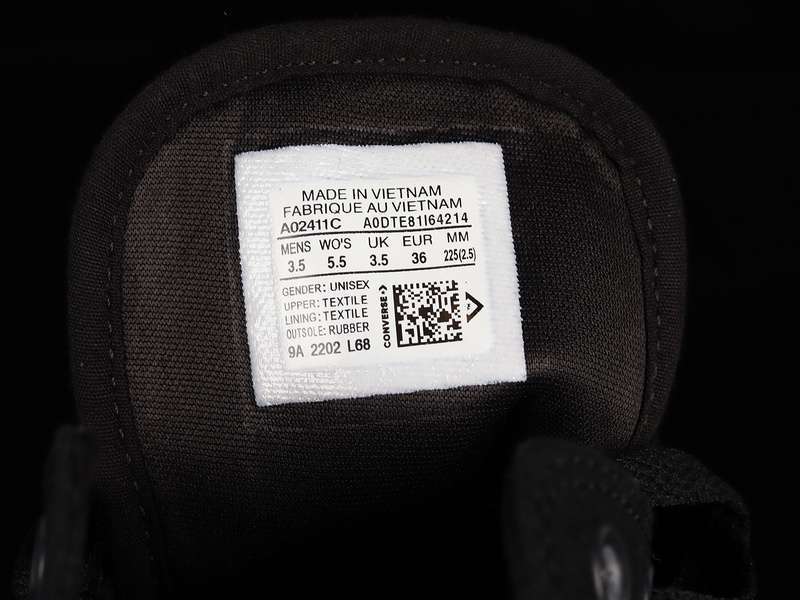 MADE IN VIETNAM
FABRIQUE AU VIETNAM
A02411C A0DTE81I64214
MENS WO'S UK EUR MM
3.5 5.5 3.5 36 225(2.5)
GENDER: UNISEX
UPPER: TEXTILE
LINING: TEXTILE
OUTSOLE: RUBBER
9A 2202 L68
CONVERSE